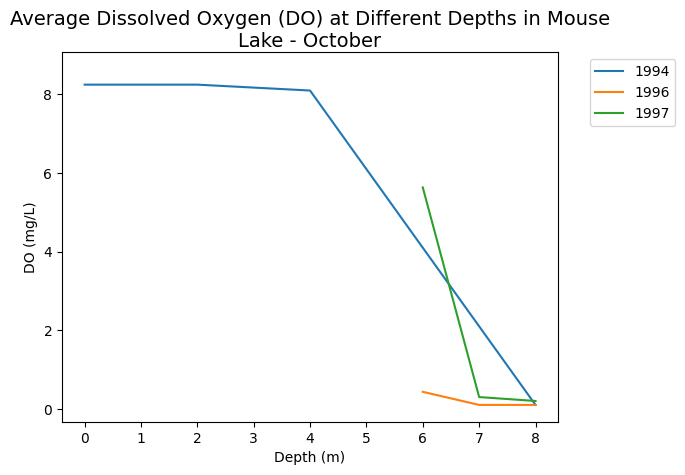 Average Dissolved Oxygen (DO) at Different Depths in Mouse
Lake - October
1994
1996
1997
DO (mg/L)
8
6
4
2
0
0 1 2 3 4 5 6 7 8
Depth (m)